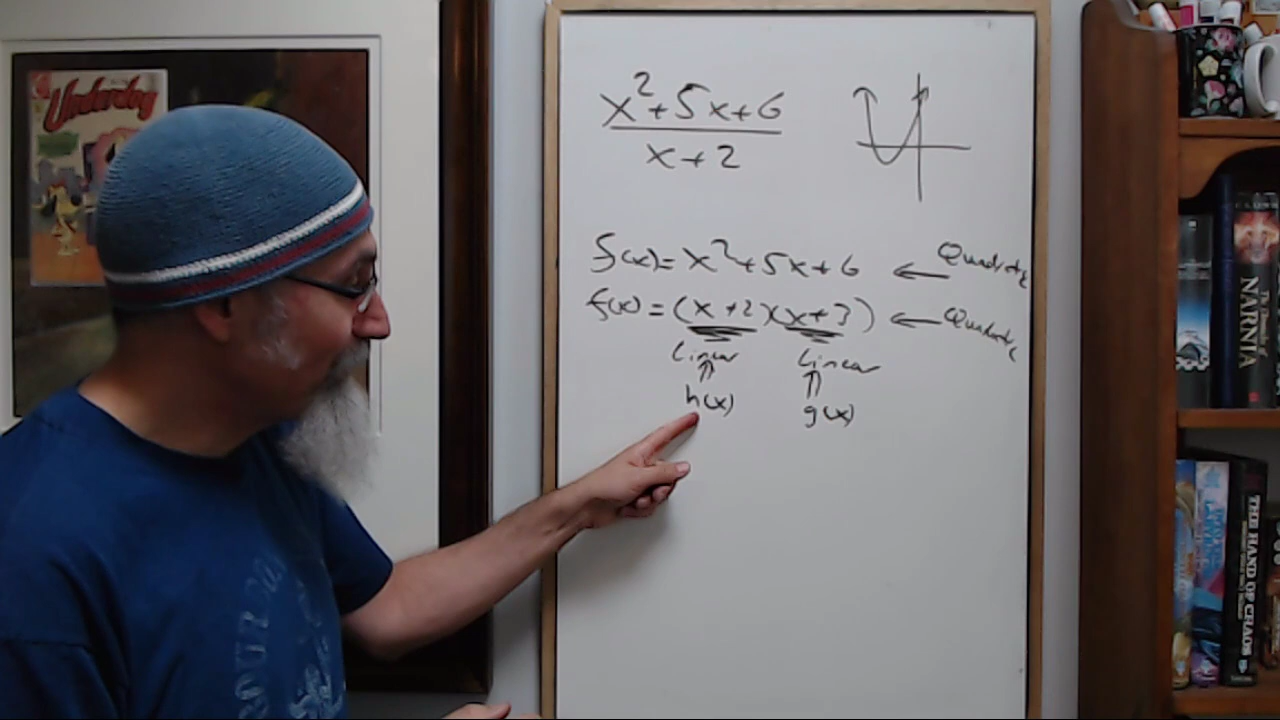 Underdog
x²+5x+6
x+2
f(x)=x²+5x+6 ← Quadratic
f(x)=(x+2)(x+3) ← Quadratic
Linear Linear
h(x) g(x)
NARNIA
THE HAND OF CHAOS